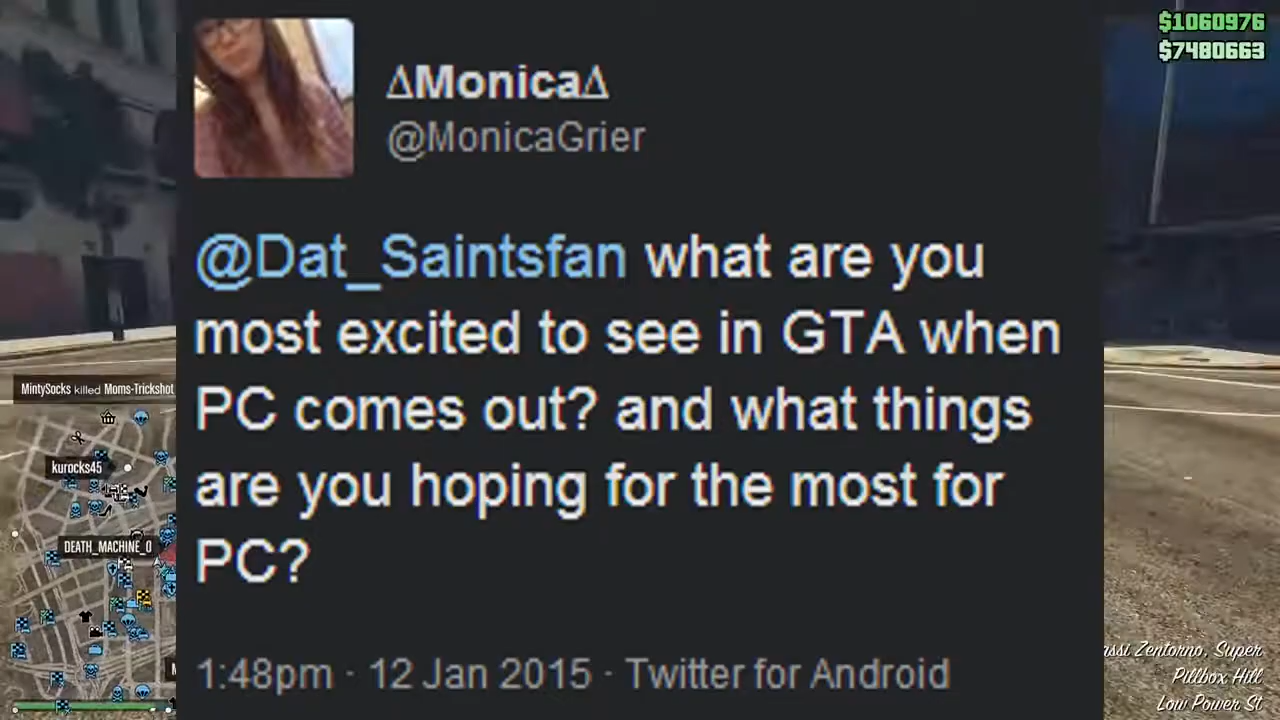 $1060976
$7480663
ΔMonicaΔ
@MonicaGrier
@Dat_Saintsfan what are you
most excited to see in GTA when
PC comes out? and what things
are you hoping for the most for
PC?
1:48pm · 12 Jan 2015 · Twitter for Android
MintySocks killed Moms-Trickshot
kurocks45
DEATH_MACHINE_0
Zentorno, Super
Pillbox Hill
Low Power St